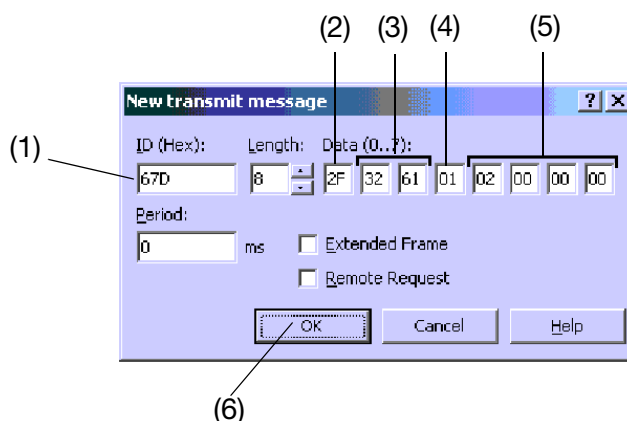 (2) (3) (4) (5)
New transmit message ? X
(1)
ID (Hex): Length: Data (0..7):
67D 8 2F 32 61 01 02 00 00 00
Period:
0 ms Extended Frame
Remote Request
OK Cancel Help
(6)